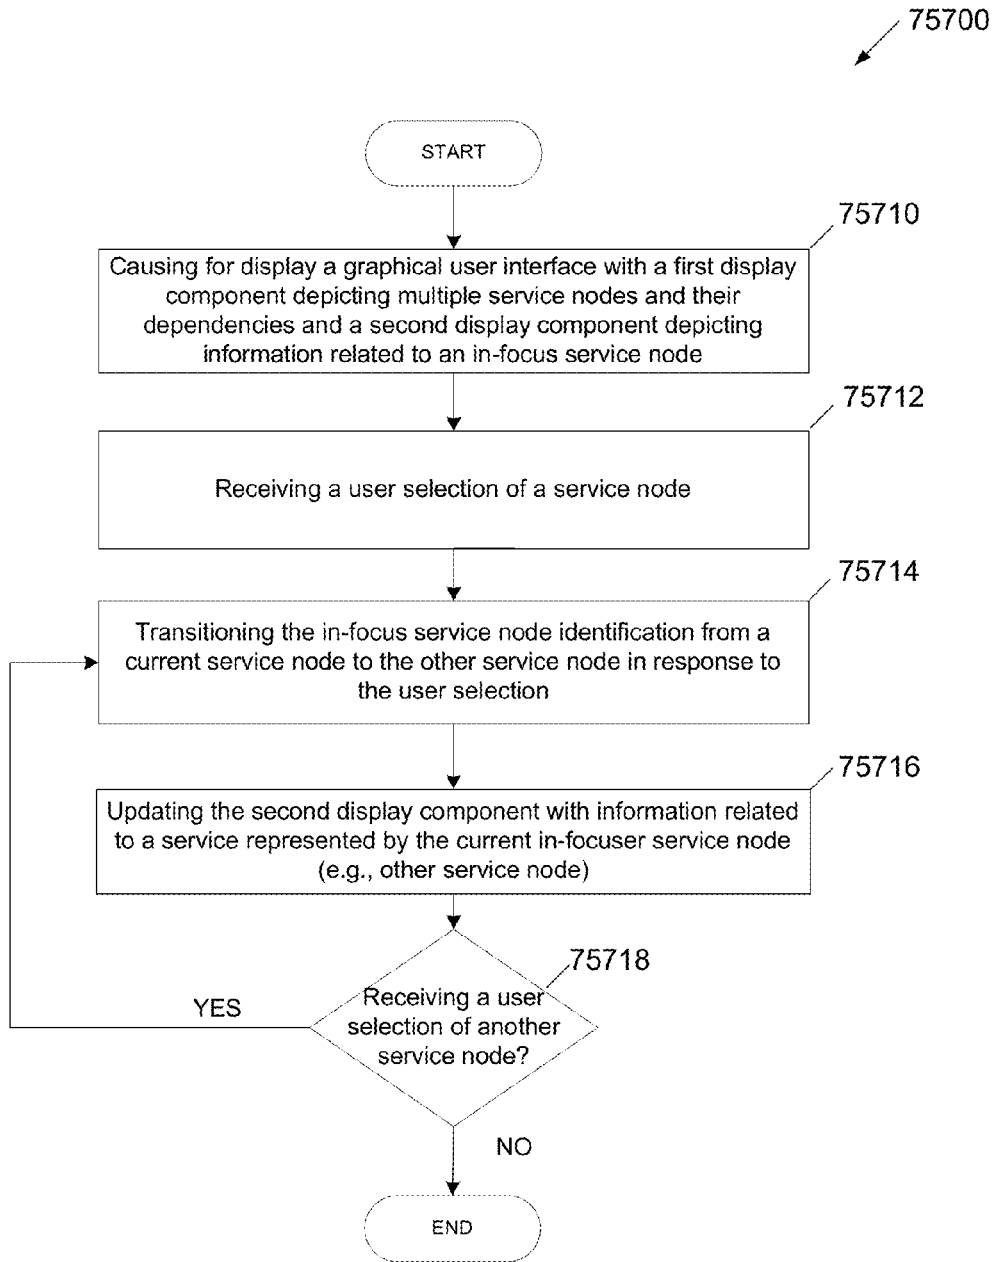 75700
START
75710
Causing for display a graphical user interface with a first display
component depicting multiple service nodes and their
dependencies and a second display component depicting
information related to an in-focus service node
75712
Receiving a user selection of a service node
75714
Transitioning the in-focus service node identification from a
current service node to the other service node in response to
the user selection
75716
Updating the second display component with information related
to a service represented by the current in-focuser service node
(e.g., other service node)
75718
Receiving a user
selection of another
service node?
YES
NO
END